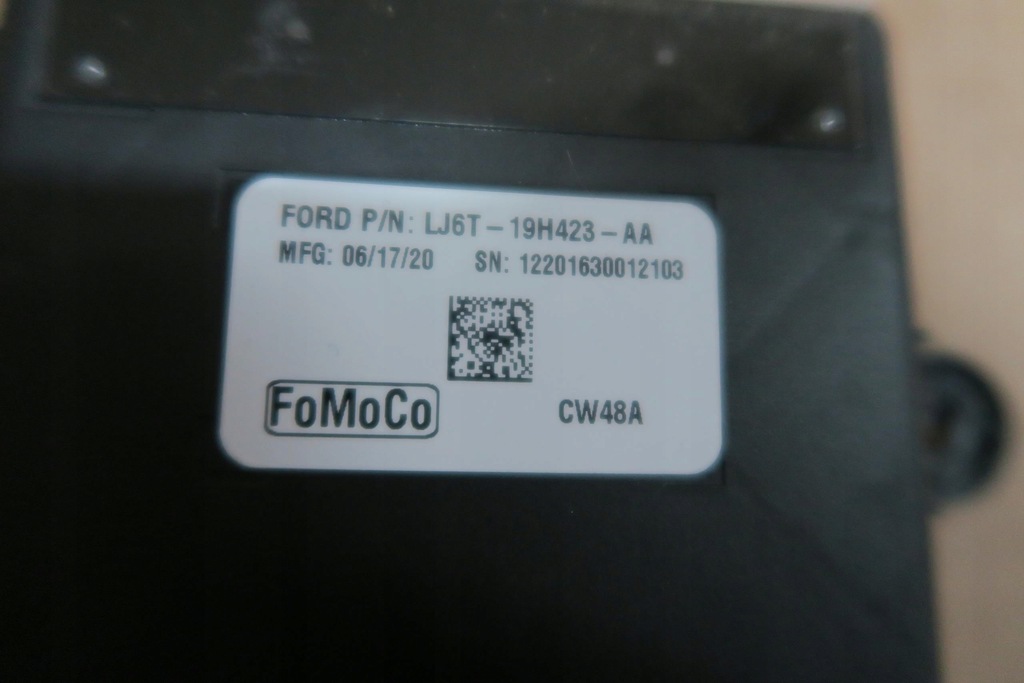 FORD P/N: LJ6T-19H423-AA
MFG: 06/17/20 SN: 12201630012103
FoMoCo
CW48A